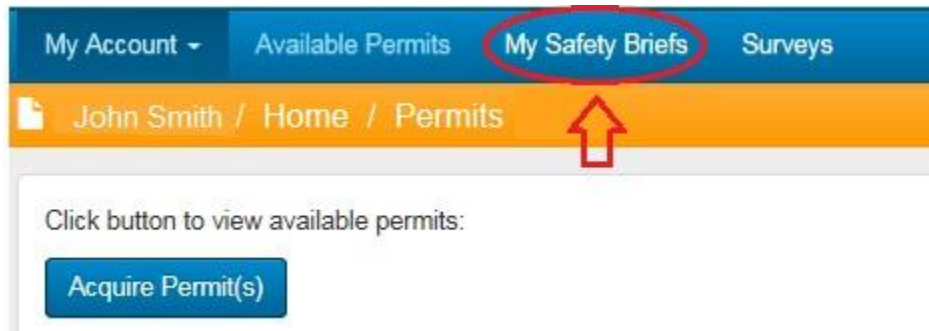 My Account Available Permits My Safety Briefs Surveys
John Smith / Home / Permits
Click button to view available permits:
Acquire Permit(s)